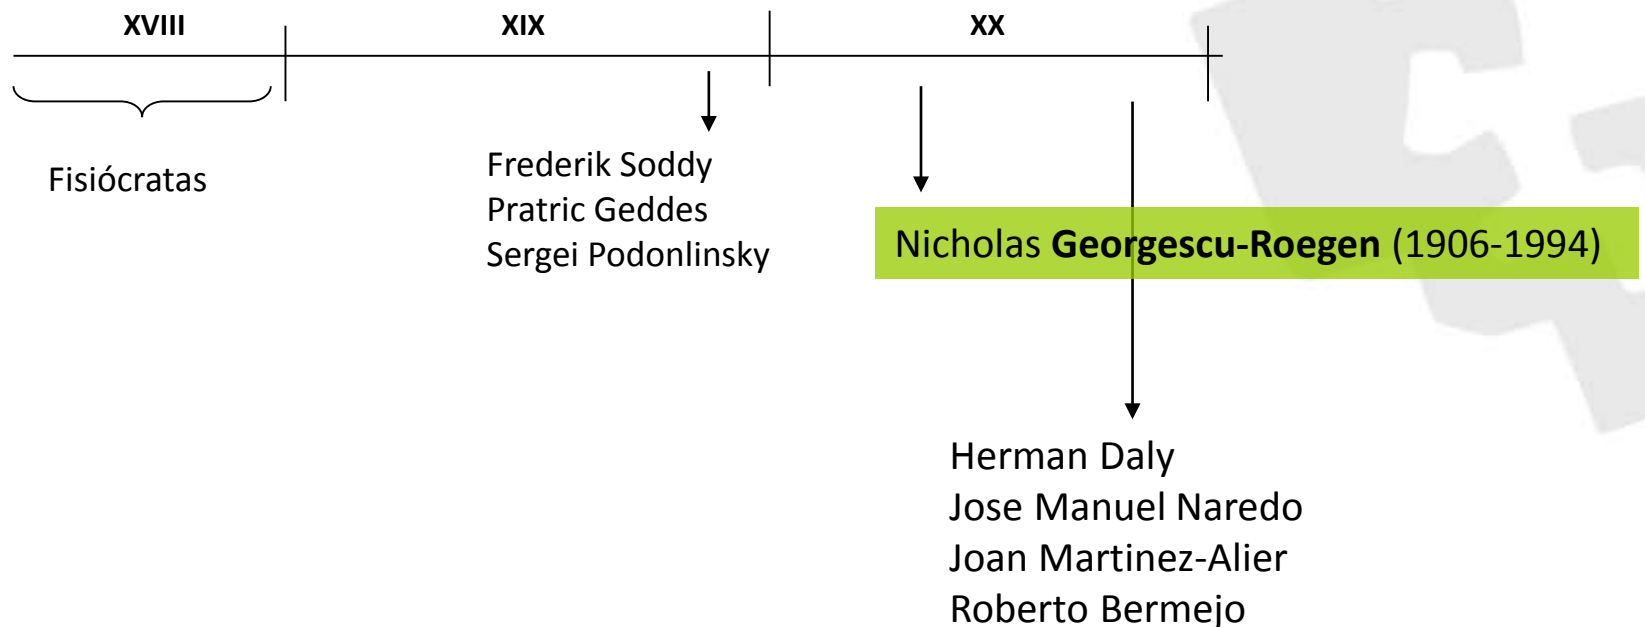 XVIII
XIX
XX
Fisiócratas
Frederik Soddy
Pratric Geddes
Sergei Podonlinsky
Nicholas Georgescu-Roegen (1906-1994)
Herman Daly
Jose Manuel Naredo
Joan Martinez-Alier
Roberto Bermejo